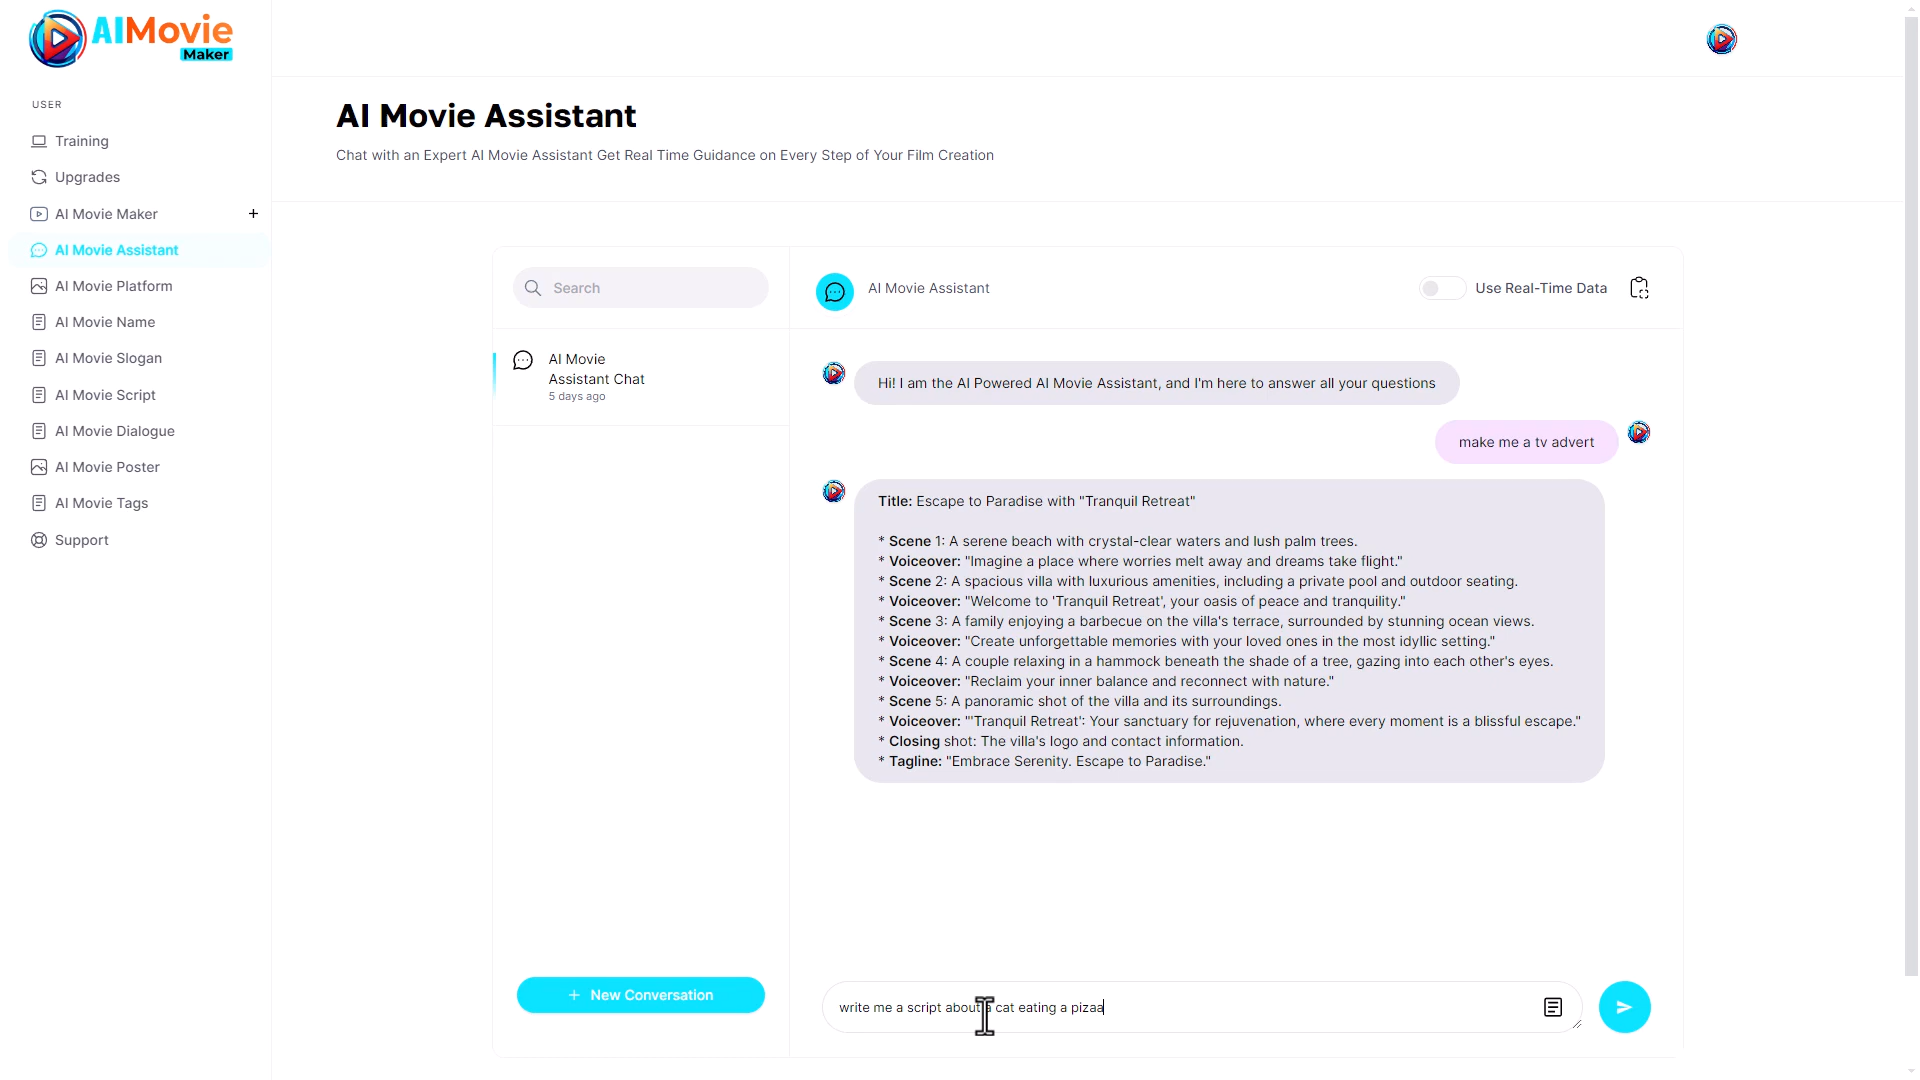 AIMovie
Maker
USER
Training
Upgrades
AI Movie Maker +
AI Movie Assistant
AI Movie Platform
AI Movie Name
AI Movie Slogan
AI Movie Script
AI Movie Dialogue
AI Movie Poster
AI Movie Tags
Support
AI Movie Assistant
Chat with an Expert AI Movie Assistant Get Real Time Guidance on Every Step of Your Film Creation
Search
AI Movie
Assistant Chat
5 days ago
+ New Conversation
AI Movie Assistant
Use Real-Time Data
Hi! I am the AI Powered AI Movie Assistant, and I'm here to answer all your questions
make me a tv advert
Title: Escape to Paradise with "Tranquil Retreat"
* Scene 1: A serene beach with crystal-clear waters and lush palm trees.
* Voiceover: "Imagine a place where worries melt away and dreams take flight."
* Scene 2: A spacious villa with luxurious amenities, including a private pool and outdoor seating.
* Voiceover: "Welcome to 'Tranquil Retreat', your oasis of peace and tranquility."
* Scene 3: A family enjoying a barbecue on the villa's terrace, surrounded by stunning ocean views.
* Voiceover: "Create unforgettable memories with your loved ones in the most idyllic setting."
* Scene 4: A couple relaxing in a hammock beneath the shade of a tree, gazing into each other's eyes.
* Voiceover: "Reclaim your inner balance and reconnect with nature."
* Scene 5: A panoramic shot of the villa and its surroundings.
* Voiceover: "'Tranquil Retreat': Your sanctuary for rejuvenation, where every moment is a blissful escape."
* Closing shot: The villa's logo and contact information.
* Tagline: "Embrace Serenity. Escape to Paradise."
write me a script about a cat eating a pizaa